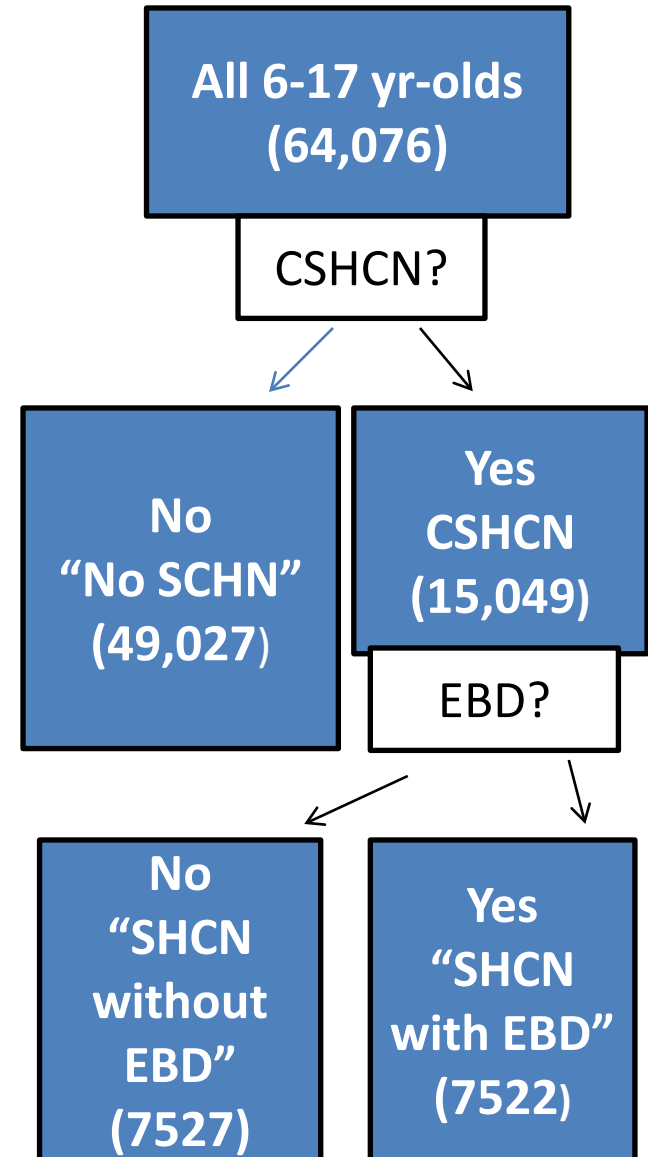 All 6-17 yr-olds
(64,076)
CSHCN?
No
“No SCHN”
(49,027)
Yes
CSHCN
(15,049)
EBD?
No
“SHCN
without
EBD”
(7527)
Yes
“SHCN
with EBD”
(7522)